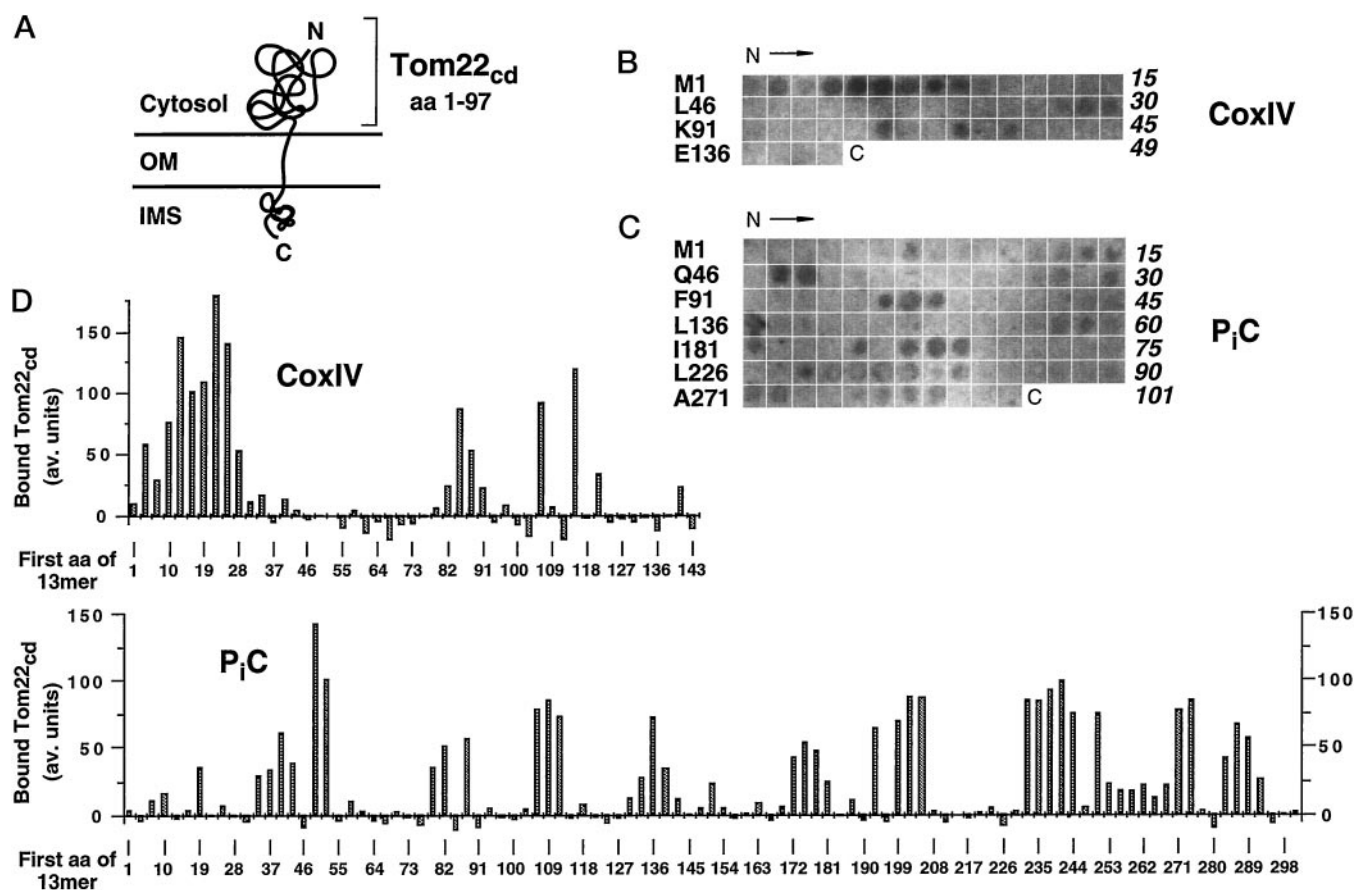 A
N
Tom22cd
aa 1-97
Cytosol
OM
IMS
C
B
N
M1 15
L46 30
K91 45
E136 C 49
CoxIV
C
N
M1 15
Q46 30
F91 45
L136 60
I181 75
L226 90
A271 C 101
PiC
D
Bound Tom22cd
(av. units)
150
100
50
0
CoxIV
First aa of
13mer
1 10 19 28 37 46 55 64 73 82 91 100 109 118 127 136 143
Bound Tom22cd
(av. units)
150 150
100 100
50 50
0 0
PiC
First aa of
13mer
1 10 19 28 37 46 55 64 73 82 91 100 109 118 127 136 145 154 163 172 181 190 199 208 217 226 235 244 253 262 271 280 289 298